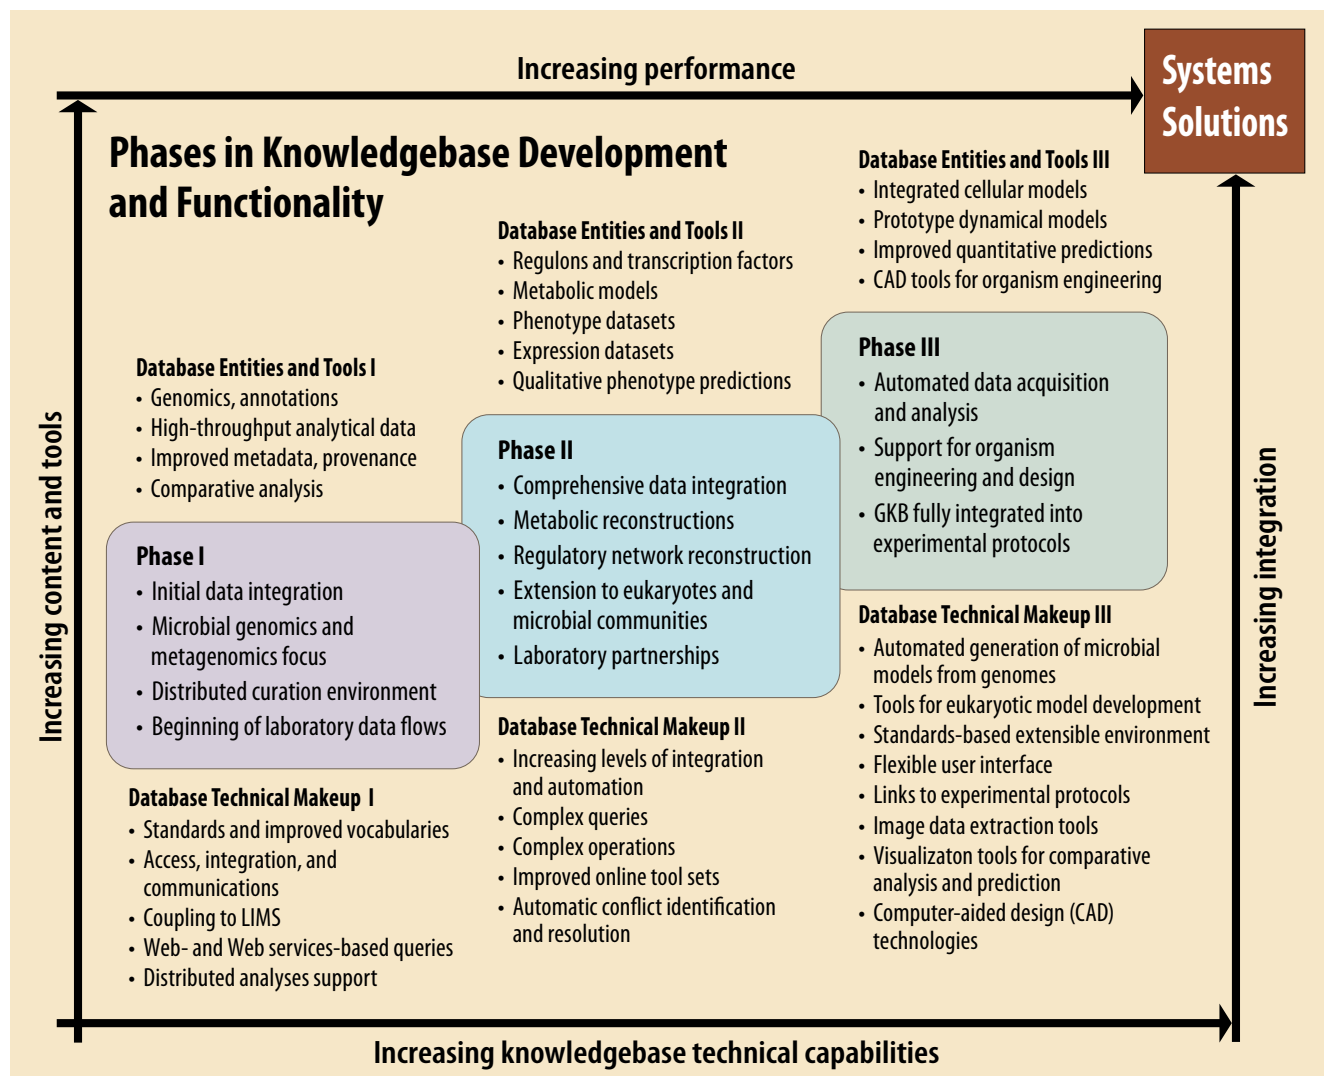 Increasing performance
Systems
Solutions
Phases in Knowledgebase Development
and Functionality
Increasing content and tools
Database Entities and Tools I
• Genomics, annotations
• High-throughput analytical data
• Improved metadata, provenance
• Comparative analysis
Phase I
• Initial data integration
• Microbial genomics and
metagenomics focus
• Distributed curation environment
• Beginning of laboratory data flows
Database Technical Makeup I
• Standards and improved vocabularies
• Access, integration, and
communications
• Coupling to LIMS
• Web- and Web services-based queries
• Distributed analyses support
Database Entities and Tools II
• Regulons and transcription factors
• Metabolic models
• Phenotype datasets
• Expression datasets
• Qualitative phenotype predictions
Phase II
• Comprehensive data integration
• Metabolic reconstructions
• Regulatory network reconstruction
• Extension to eukaryotes and
microbial communities
• Laboratory partnerships
Database Technical Makeup II
• Increasing levels of integration
and automation
• Complex queries
• Complex operations
• Improved online tool sets
• Automatic conflict identification
and resolution
Database Entities and Tools III
• Integrated cellular models
• Prototype dynamical models
• Improved quantitative predictions
• CAD tools for organism engineering
Phase III
• Automated data acquisition
and analysis
• Support for organism
engineering and design
• GKB fully integrated into
experimental protocols
Database Technical Makeup III
• Automated generation of microbial
models from genomes
• Tools for eukaryotic model development
• Standards-based extensible environment
• Flexible user interface
• Links to experimental protocols
• Image data extraction tools
• Visualizaton tools for comparative
analysis and prediction
• Computer-aided design (CAD)
technologies
Increasing integration
Increasing knowledgebase technical capabilities